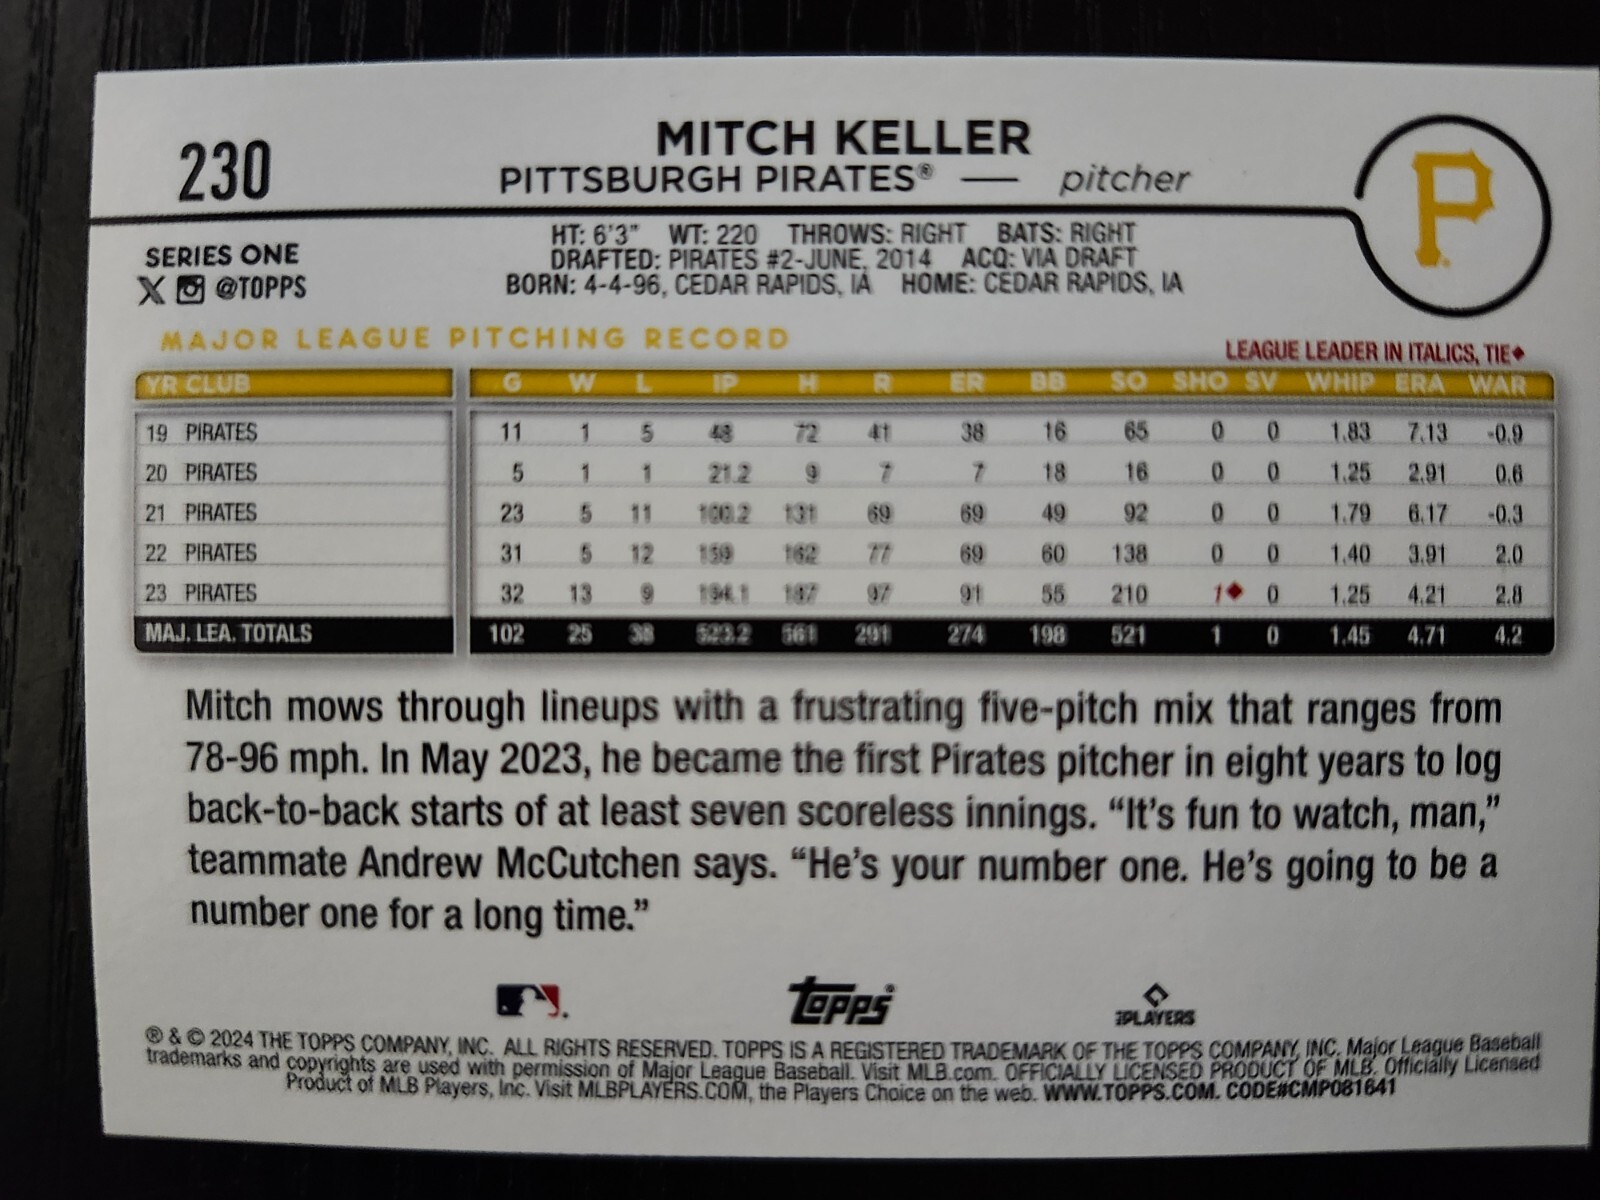 230
MITCH KELLER
PITTSBURGH PIRATES® — pitcher
P
SERIES ONE
X @TOPPS
HT: 6'3" WT: 220 THROWS: RIGHT BATS: RIGHT
DRAFTED: PIRATES #2-JUNE, 2014 ACQ: VIA DRAFT
BORN: 4-4-96, CEDAR RAPIDS, IA HOME: CEDAR RAPIDS, IA
MAJOR LEAGUE PITCHING RECORD
LEAGUE LEADER IN ITALICS, TIE♦
YR CLUB G W L IP H R ER BB SO SHO SV WHIP ERA WAR
19 PIRATES 11 1 5 48 72 41 38 16 65 0 0 1.83 7.13 -0.9
20 PIRATES 5 1 1 21.2 9 7 7 18 16 0 0 1.25 2.91 0.6
21 PIRATES 23 5 11 100.2 131 69 69 49 92 0 0 1.79 6.17 -0.3
22 PIRATES 31 5 12 159 162 77 69 60 138 0 0 1.40 3.91 2.0
23 PIRATES 32 13 9 194.1 187 97 91 55 210 1♦ 0 1.25 4.21 2.8
MAJ. LEA. TOTALS 102 25 38 523.2 561 291 274 198 521 1 0 1.45 4.71 4.2
Mitch mows through lineups with a frustrating five-pitch mix that ranges from
78-96 mph. In May 2023, he became the first Pirates pitcher in eight years to log
back-to-back starts of at least seven scoreless innings. “It’s fun to watch, man,”
teammate Andrew McCutchen says. “He’s your number one. He’s going to be a
number one for a long time.”
Topps®
PLAYERS
® & © 2024 THE TOPPS COMPANY, INC. ALL RIGHTS RESERVED. TOPPS IS A REGISTERED TRADEMARK OF THE TOPPS COMPANY, INC. Major League Baseball
trademarks and copyrights are used with permission of Major League Baseball. Visit MLB.com. OFFICIALLY LICENSED PRODUCT OF MLB. Officially Licensed
Product of MLB Players, Inc. Visit MLBPLAYERS.COM, the Players Choice on the web. WWW.TOPPS.COM. CODE#CMP081641